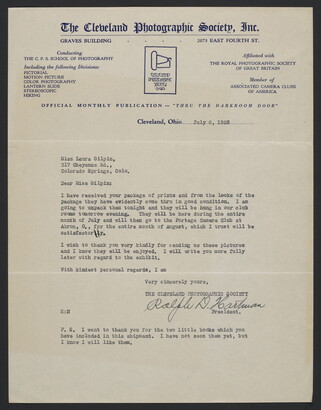 The Cleveland Photographic Society, Inc.
GRAVES BUILDING - - - - 2073 EAST FOURTH ST.
Conducting
THE C. P. S. SCHOOL OF PHOTOGRAPHY
Including the following Divisions:
PICTORIAL
MOTION PICTURE
COLOR PHOTOGRAPHY
LANTERN SLIDE
STEREOSCOPIC
HIKING
Affiliated with
THE ROYAL PHOTOGRAPHIC SOCIETY
OF GREAT BRITAIN
Member of
ASSOCIATED CAMERA CLUBS
OF AMERICA
OFFICIAL MONTHLY PUBLICATION — "THRU THE DARKROOM DOOR"
Cleveland, Ohio July 6, 1928
Miss Laura Gilpin,
317 Cheyenne Rd.,
Colorado Springs, Colo.
Dear Miss Gilpin:
I have received your package of prints and from the looks of the
package they have evidently come thru in good condition. I am
going to unpack them tonight and they will be hung in our club
rooms tomorrow evening. They will be here during the entire
month of July and will then go to the Portage Camera Club at
Akron, O., for the entire month of August, which I trust will be
satisfactory.
I wish to thank you very kindly for sending us these pictures
and I know they will be enjoyed. I will write you more fully
later with regard to the exhibit.
With kindest personal regards, I am
Very sincerely yours,
THE CLEVELAND PHOTOGRAPHIC SOCIETY
Ralph D. Hartman
President.
P. S. I want to thank you for the two little books which you
have included in this shipment. I have not seen them yet, but
I know I will like them.